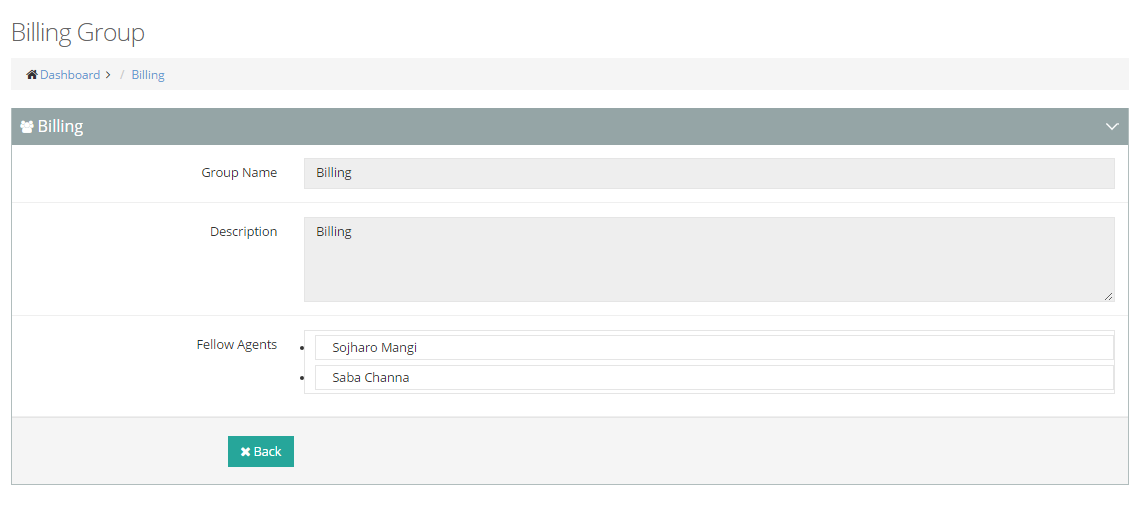 Billing Group
Dashboard > / Billing
Billing
Group Name Billing
Description Billing
Fellow Agents
Sojharo Mangi
Saba Channa
Back